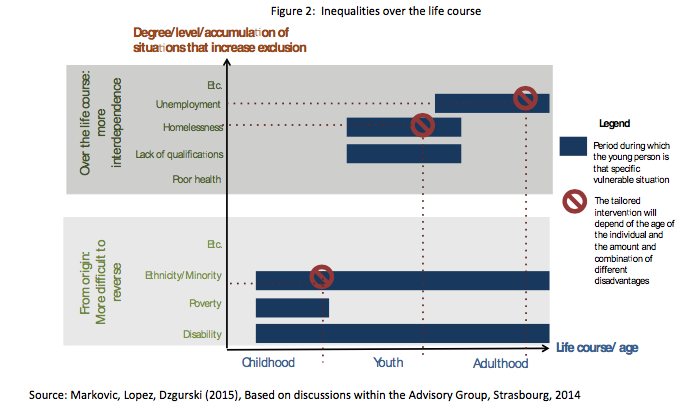 Figure 2: Inequalities over the life course
Degree/level/accumulation of
situations that increase exclusion
Over the life course:
more
interdependence
Etc.
Unemployment
Homelessness
Lack of qualifications
Poor health
From origin:
More difficult to
reverse
Etc.
Ethnicity/Minority
Poverty
Disability
Childhood
Youth
Adulthood
Life course/ age
Legend
Period during which
the young person is
that specific
vulnerable situation
The tailored
intervention will
depend of the age of
the individual and
the amount and
combination of
different
disadvantages
Source: Markovic, Lopez, Dzgurski (2015), Based on discussions within the Advisory Group, Strasbourg, 2014